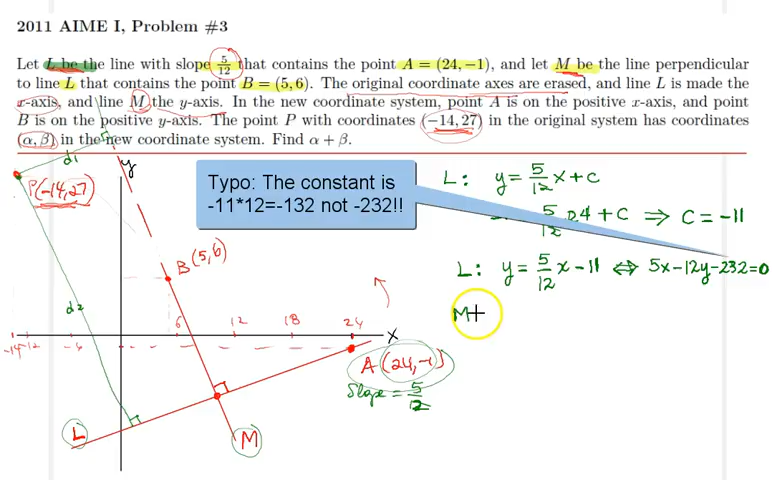 2011 AIME I, Problem #3
Let L be the line with slope 5/12 that contains the point A = (24, −1), and let M be the line perpendicular
to line L that contains the point B = (5, 6). The original coordinate axes are erased, and line L is made the
x-axis, and line M the y-axis. In the new coordinate system, point A is on the positive x-axis, and point
B is on the positive y-axis. The point P with coordinates (−14, 27) in the original system has coordinates
(α, β) in the new coordinate system. Find α + β.
d1
y
P(-14,27)
Typo: The constant is
-11*12=-132 not -232!!
L: y = 5/12 x + C
5/12 24 + C ⇒ C = -11
B(5,6)
L: y = 5/12 x - 11 ⇔ 5x-12y-232=0
d2
M
-14 -12 -6 6 12 18 24 x
A(24,-1)
Slope = 5/12
L
M